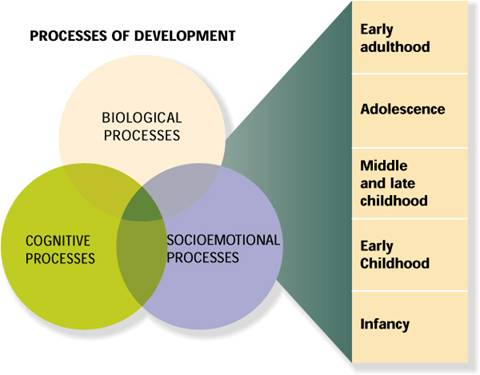 PROCESSES OF DEVELOPMENT
BIOLOGICAL
PROCESSES
COGNITIVE
PROCESSES
SOCIOEMOTIONAL
PROCESSES
Early
adulthood
Adolescence
Middle
and late
childhood
Early
Childhood
Infancy